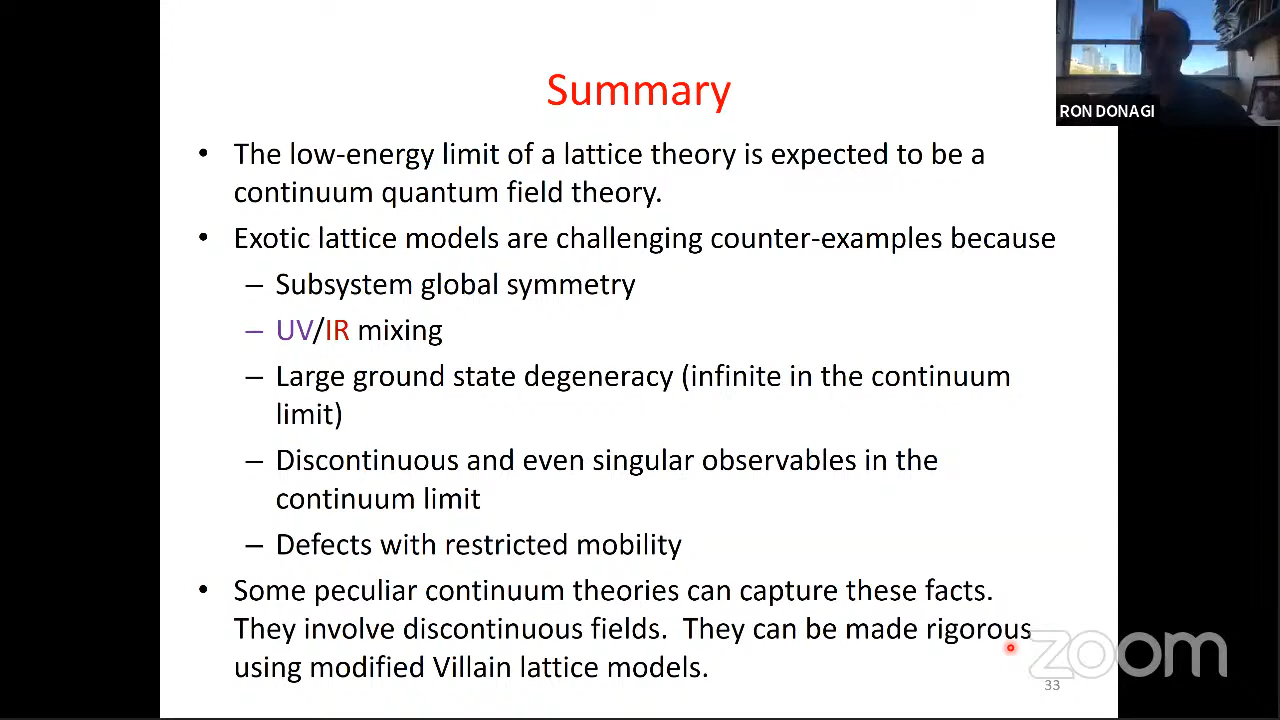 Summary
RON DONAGI
• The low-energy limit of a lattice theory is expected to be a
continuum quantum field theory.
• Exotic lattice models are challenging counter-examples because
– Subsystem global symmetry
– UV/IR mixing
– Large ground state degeneracy (infinite in the continuum
limit)
– Discontinuous and even singular observables in the
continuum limit
– Defects with restricted mobility
• Some peculiar continuum theories can capture these facts.
They involve discontinuous fields. They can be made rigorous
using modified Villain lattice models.
zoom
33